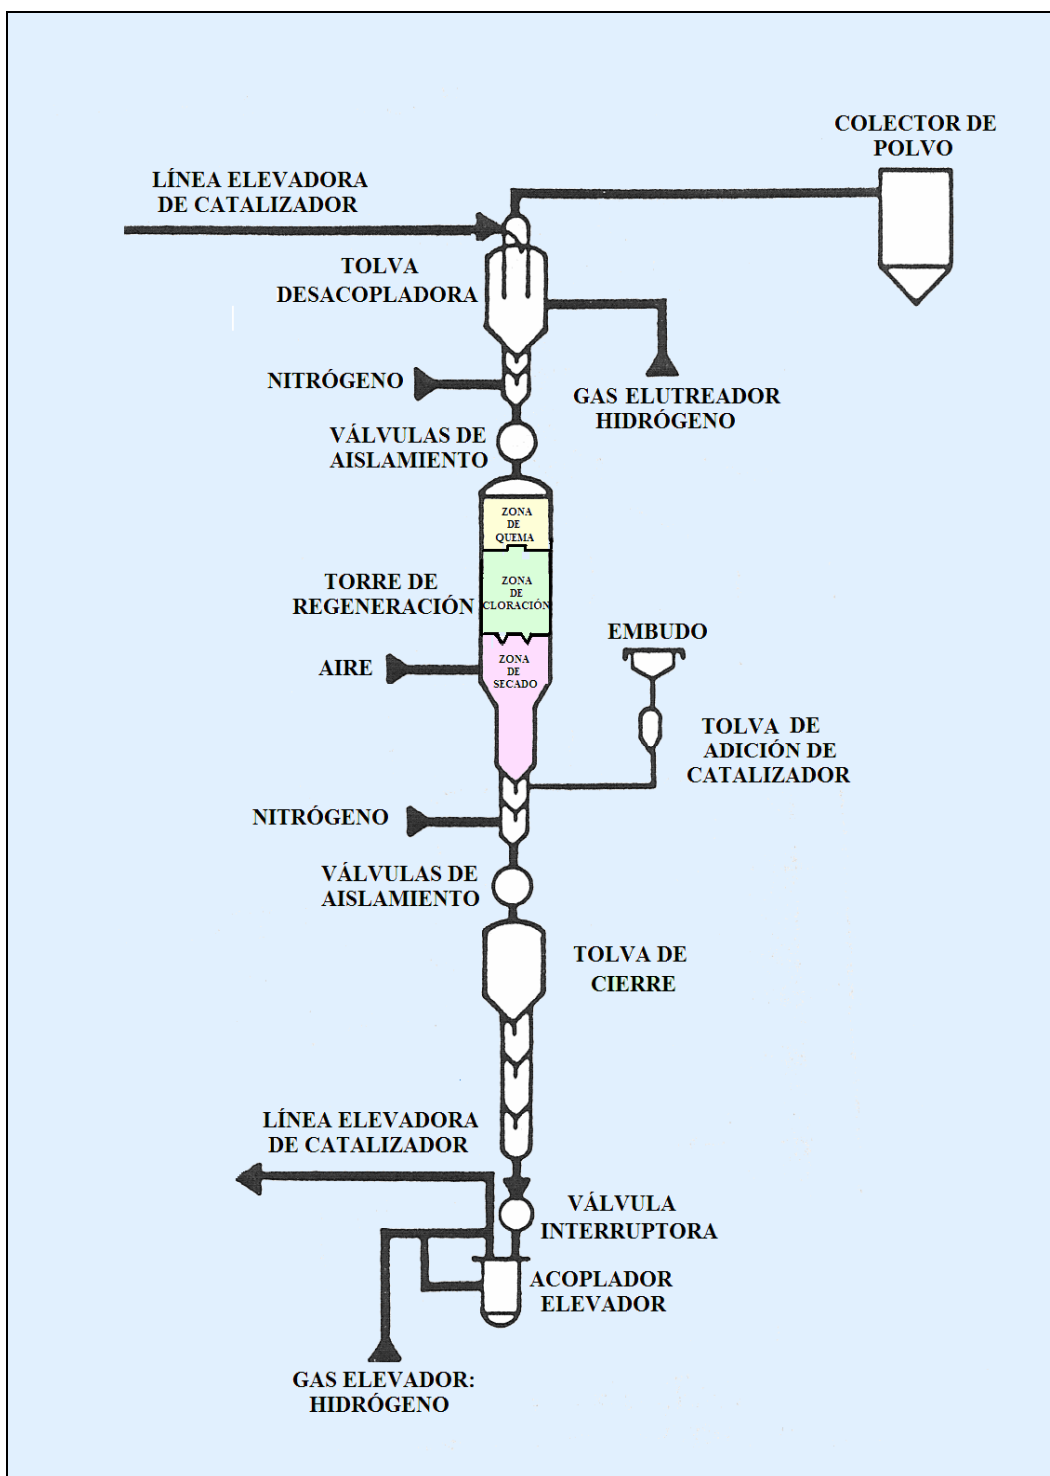 COLECTOR DE
POLVO
LÍNEA ELEVADORA
DE CATALIZADOR
TOLVA
DESACOPLADORA
NITRÓGENO
GAS ELUTREADOR
HIDRÓGENO
VÁLVULAS DE
AISLAMIENTO
ZONA
DE
QUEMA
TORRE DE
REGENERACIÓN
ZONA
DE
CLORACIÓN
EMBUDO
AIRE
ZONA
DE
SECADO
TOLVA DE
ADICIÓN DE
CATALIZADOR
NITRÓGENO
VÁLVULAS DE
AISLAMIENTO
TOLVA DE
CIERRE
LÍNEA ELEVADORA
DE CATALIZADOR
VÁLVULA
INTERRUPTORA
ACOPLADOR
ELEVADOR
GAS ELEVADOR:
HIDRÓGENO